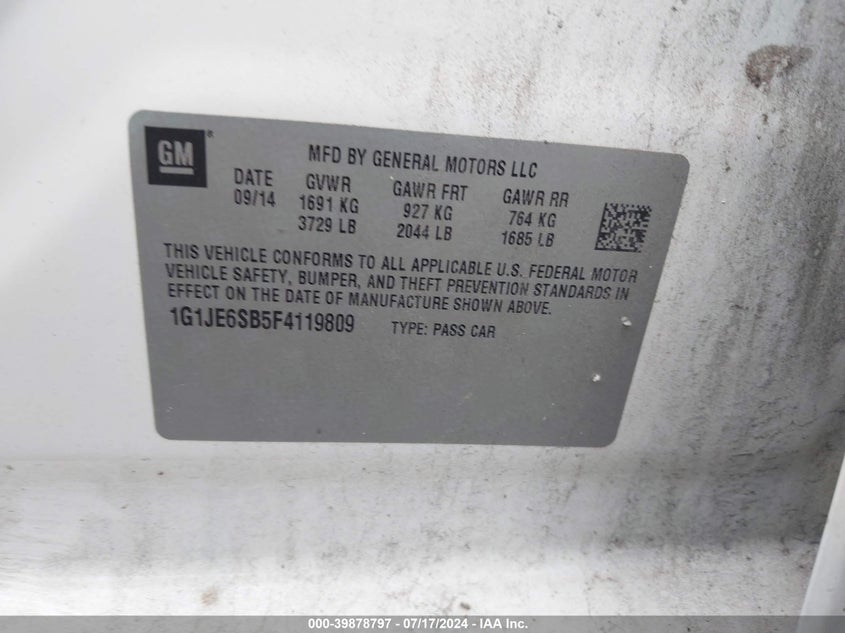 GM ®
MFD BY GENERAL MOTORS LLC
DATE GVWR GAWR FRT GAWR RR
09/14 1691 KG 927 KG 764 KG
3729 LB 2044 LB 1685 LB
THIS VEHICLE CONFORMS TO ALL APPLICABLE U.S. FEDERAL MOTOR
VEHICLE SAFETY, BUMPER, AND THEFT PREVENTION STANDARDS IN
EFFECT ON THE DATE OF MANUFACTURE SHOWN ABOVE.
1G1JE6SB5F4119809 TYPE: PASS CAR
000-39878797 - 07/17/2024 - IAA Inc.